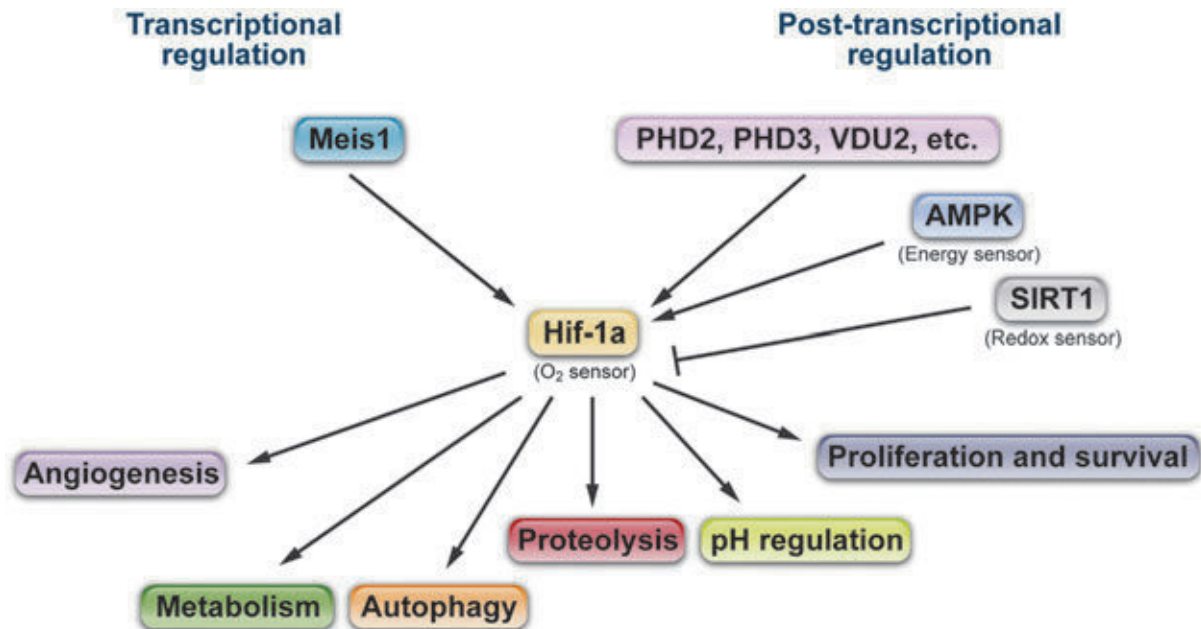 Transcriptional
regulation
Post-transcriptional
regulation
Meis1
PHD2, PHD3, VDU2, etc.
AMPK
(Energy sensor)
SIRT1
(Redox sensor)
Hif-1a
(O₂ sensor)
Angiogenesis
Proliferation and survival
Proteolysis
pH regulation
Metabolism
Autophagy